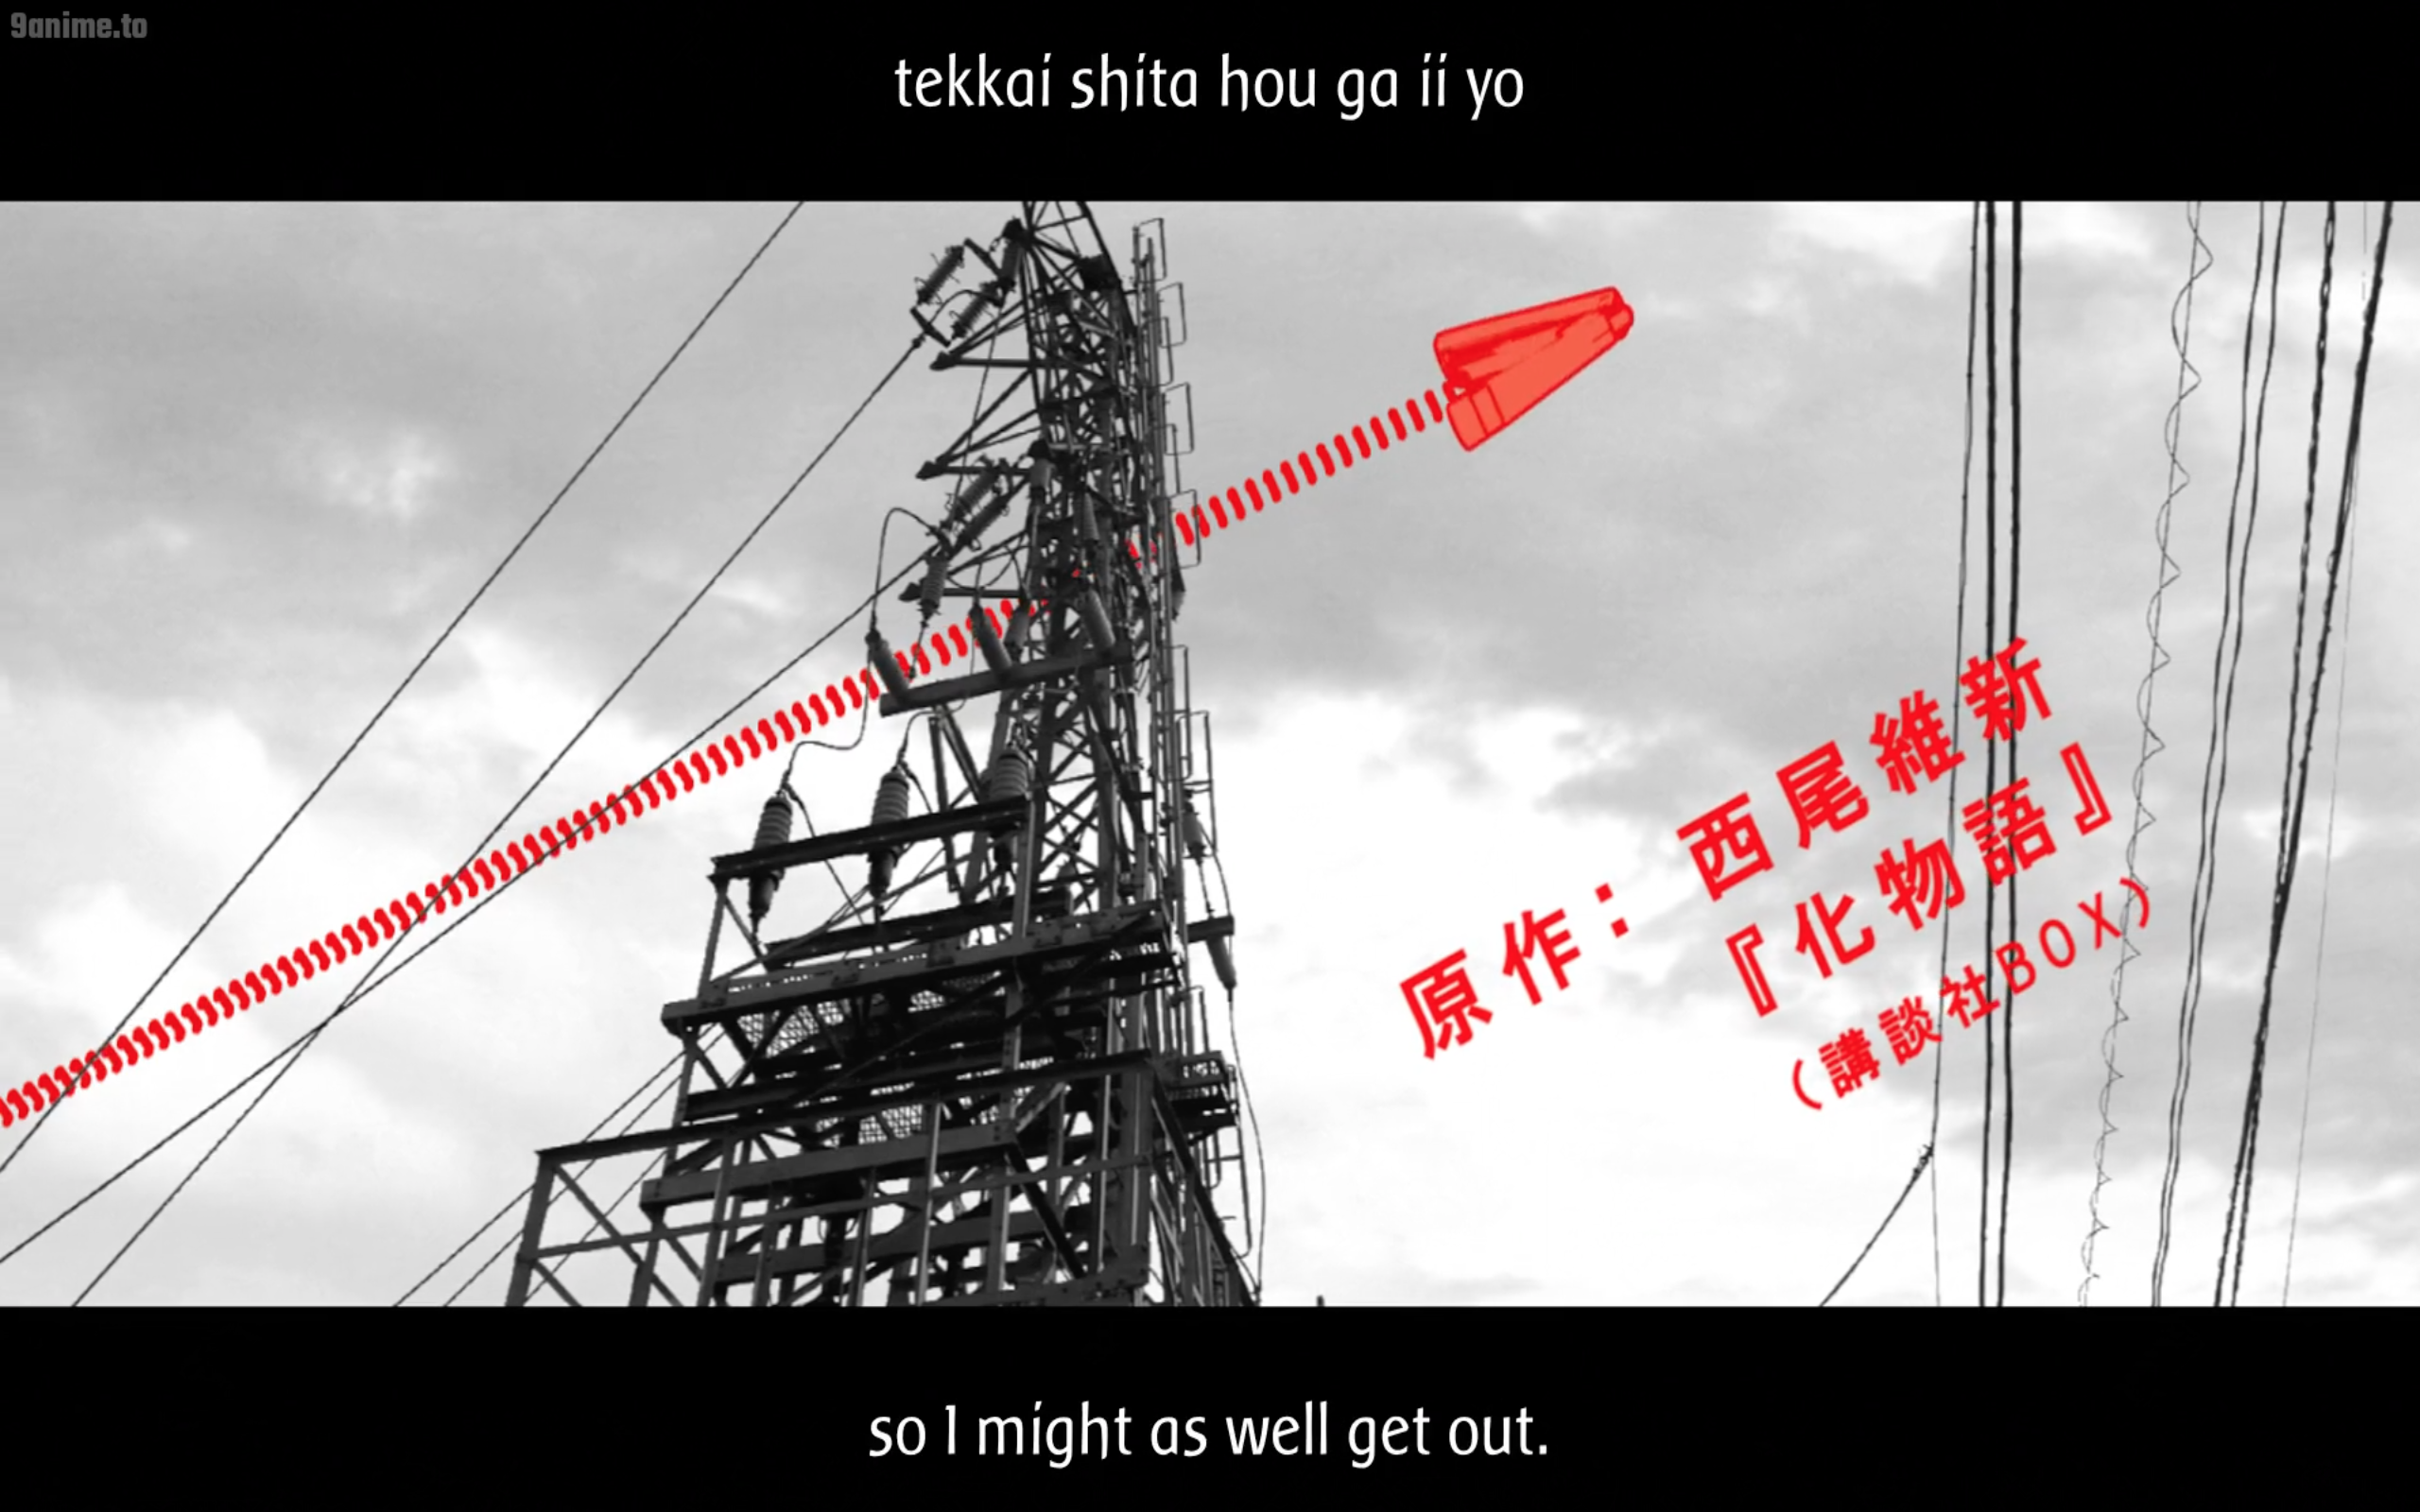 9anime.to
tekkai shita hou ga ii yo
原作：西尾維新
『化物語』
（講談社BOX）
so I might as well get out.